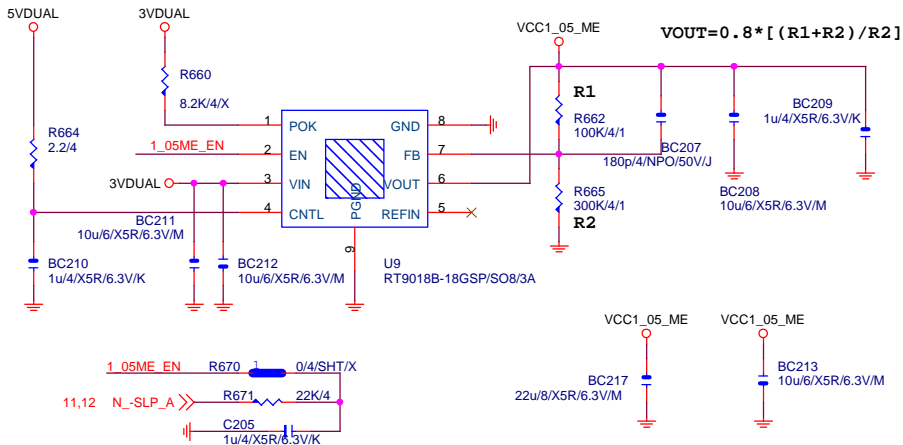 5VDUAL
3VDUAL
VCC1_05_ME
VOUT=0.8*[(R1+R2)/R2]
R660
8.2K/4/X
R664
2.2/4
1_05ME_EN
3VDUAL
1 POK
2 EN
3 VIN
4 CNTL
GND 8
FB 7
VOUT 6
REFIN 5
PGND
9
U9
RT9018B-18GSP/SO8/3A
R1
R662
100K/4/1
R665
300K/4/1
R2
BC207
180p/4/NPO/50V/J
BC209
1u/4/X5R/6.3V/K
BC208
10u/6/X5R/6.3V/M
BC211
10u/6/X5R/6.3V/M
BC210
1u/4/X5R/6.3V/K
BC212
10u/6/X5R/6.3V/M
1_05ME_EN
R670
1
0/4/SHT/X
11,12 N_-SLP_A
R671
22K/4
C205
1u/4/X5R/6.3V/K
VCC1_05_ME
BC217
22u/8/X5R/6.3V/M
VCC1_05_ME
BC213
10u/6/X5R/6.3V/M